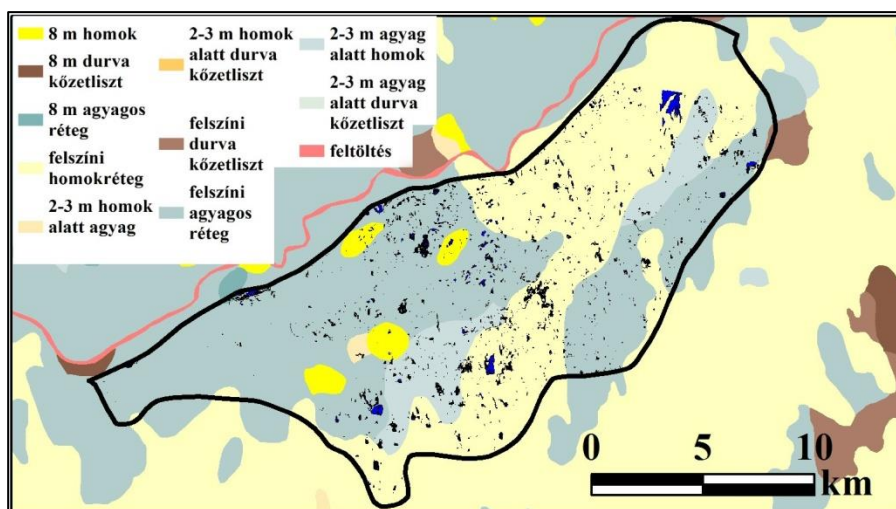 8 m homok
8 m durva
kőzetliszt
8 m agyagos
réteg
felszíni
homokréteg
2-3 m homok
alatt agyag
2-3 m homok
alatt durva
kőzetliszt
felszíni
durva
kőzetliszt
felszíni
agyagos
réteg
2-3 m agyag
alatt homok
2-3 m agyag
alatt durva
kőzetliszt
feltöltés
0 5 10
km